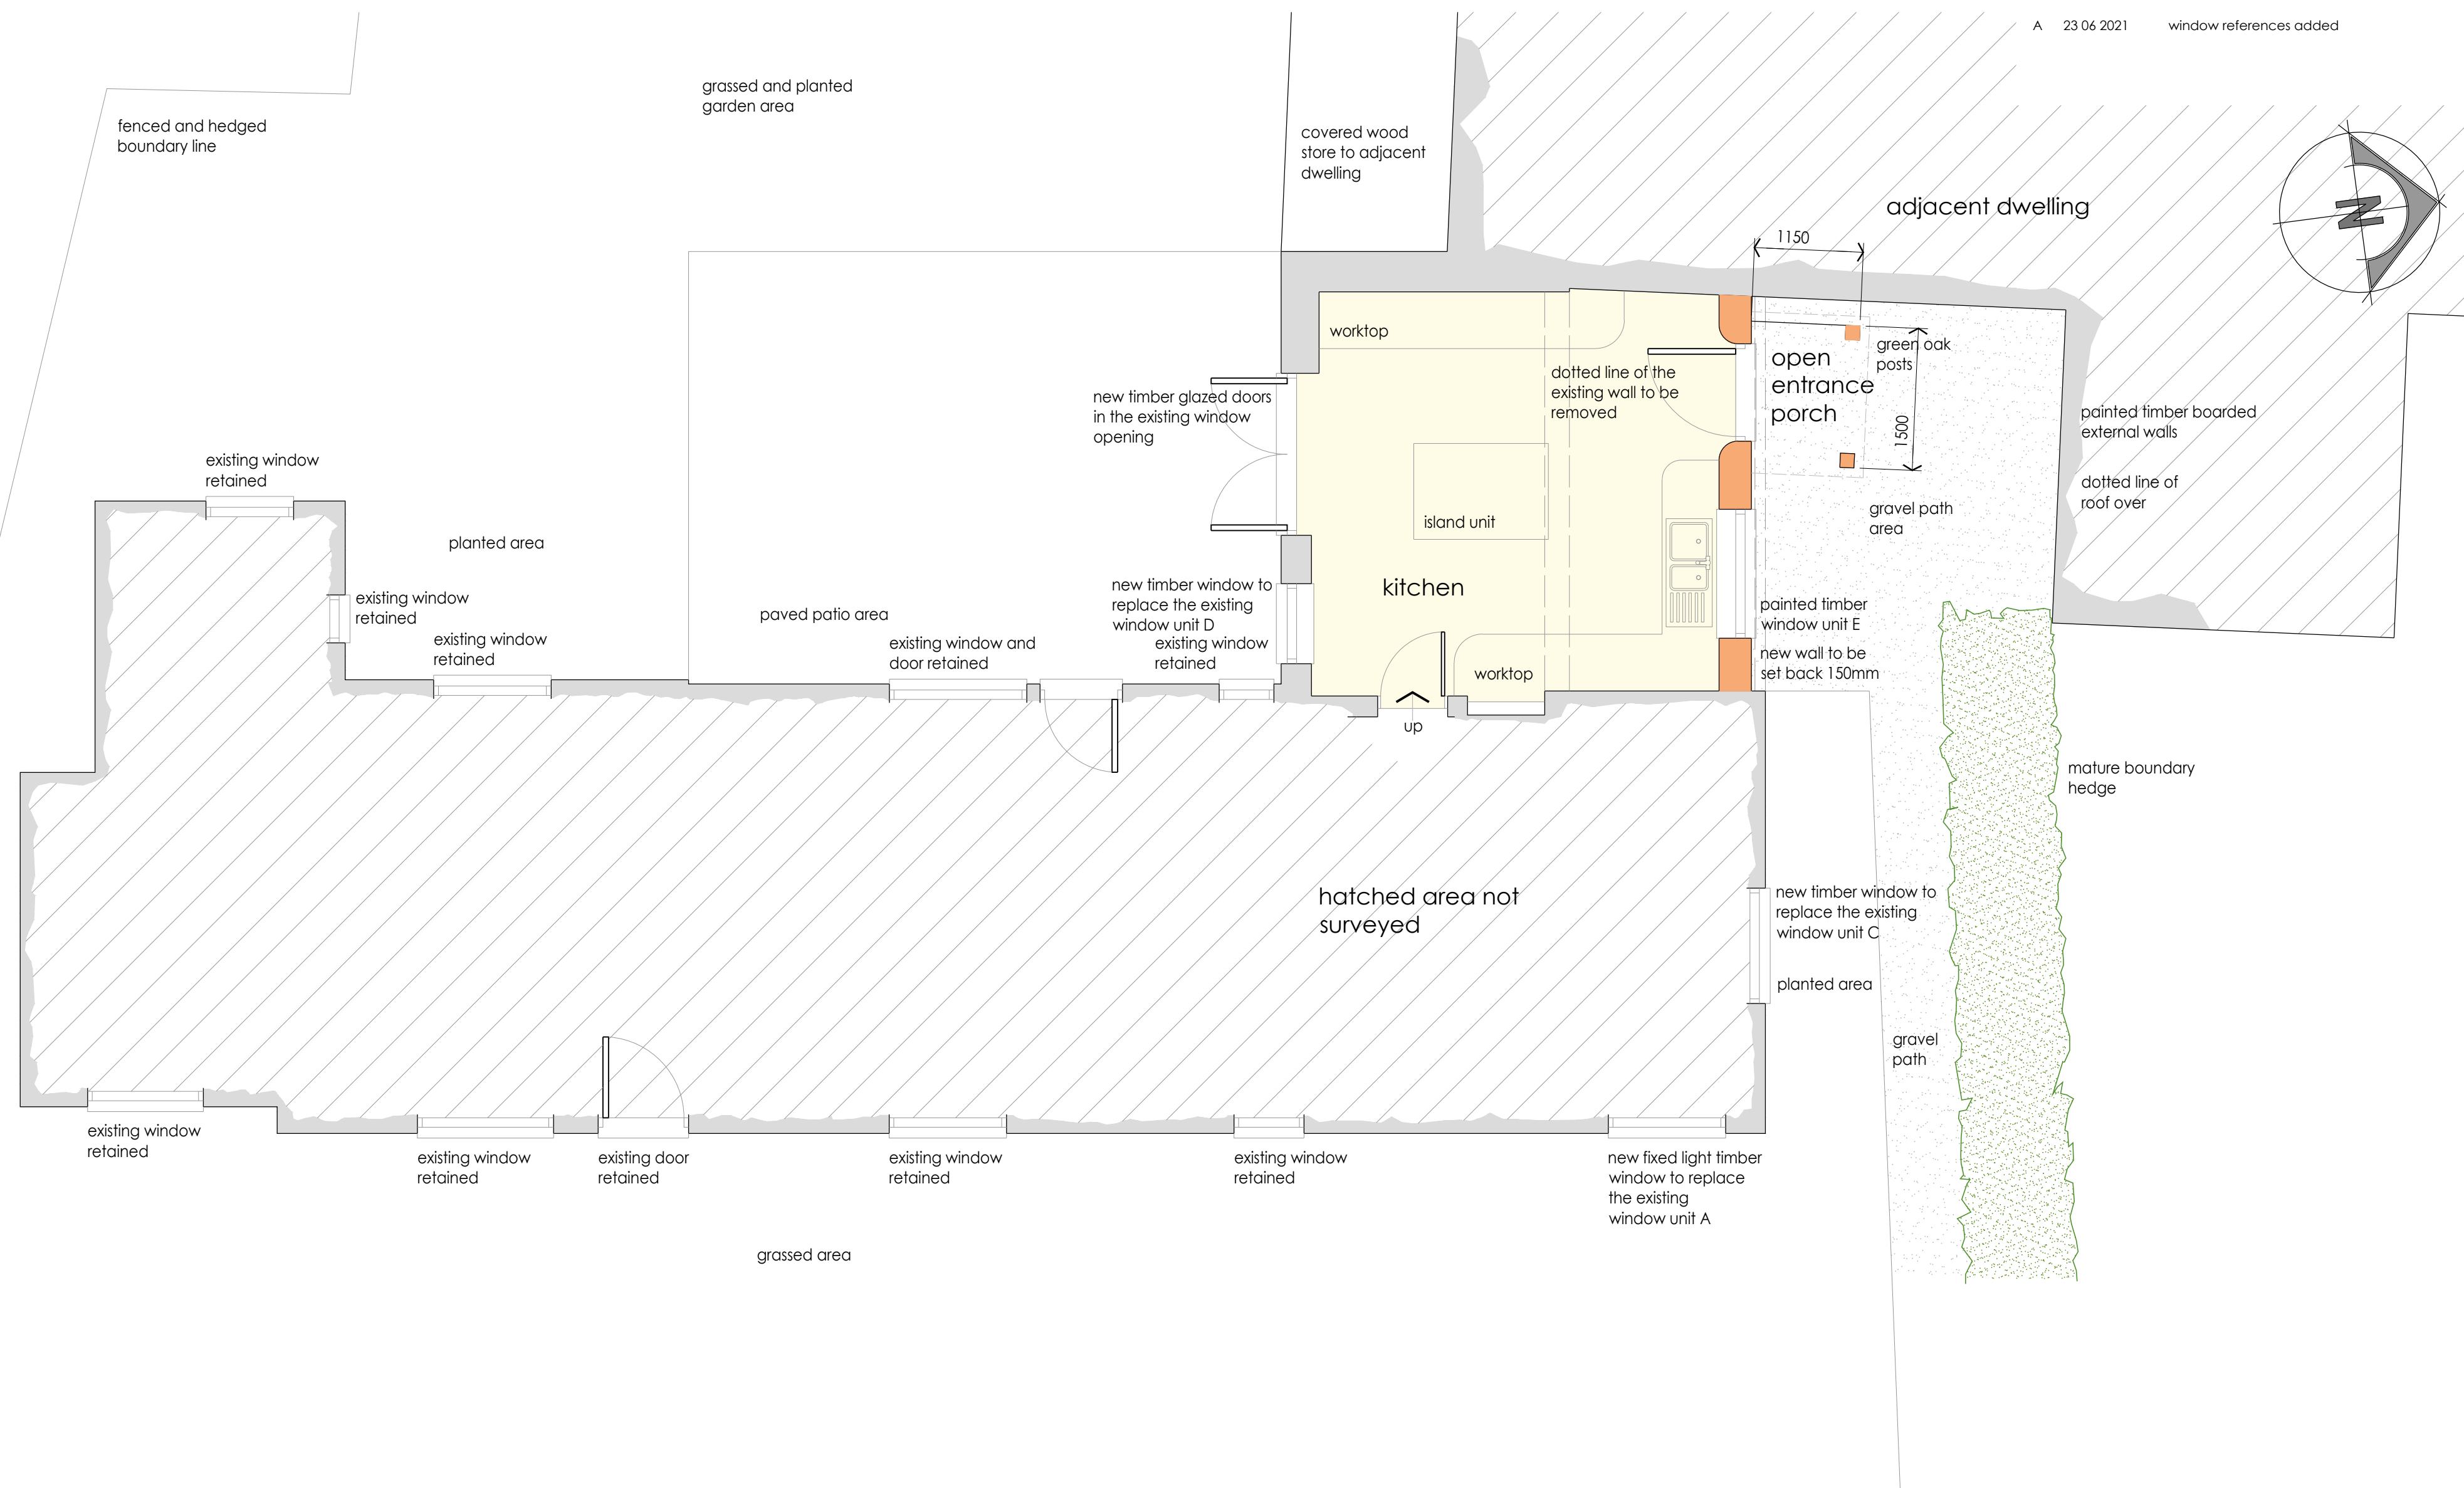 A 23 06 2021 window references added
grassed and planted
garden area
fenced and hedged
boundary line
covered wood
store to adjacent
dwelling
adjacent dwelling
N
1150
worktop
green oak
posts
open
entrance
porch
1500
dotted line of the
existing wall to be
removed
new timber glazed doors
in the existing window
opening
painted timber boarded
external walls
dotted line of
roof over
existing window
retained
gravel path
area
island unit
planted area
kitchen
existing window
retained
existing window
retained
paved patio area
new timber window to
replace the existing
window unit D
existing window and
door retained
existing window
retained
painted timber
window unit E
new wall to be
set back 150mm
worktop
up
mature boundary
hedge
hatched area not
surveyed
new timber window to
replace the existing
window unit C
planted area
gravel
path
existing window
retained
existing window
retained
existing door
retained
existing window
retained
existing window
retained
new fixed light timber
window to replace
the existing
window unit A
grassed area